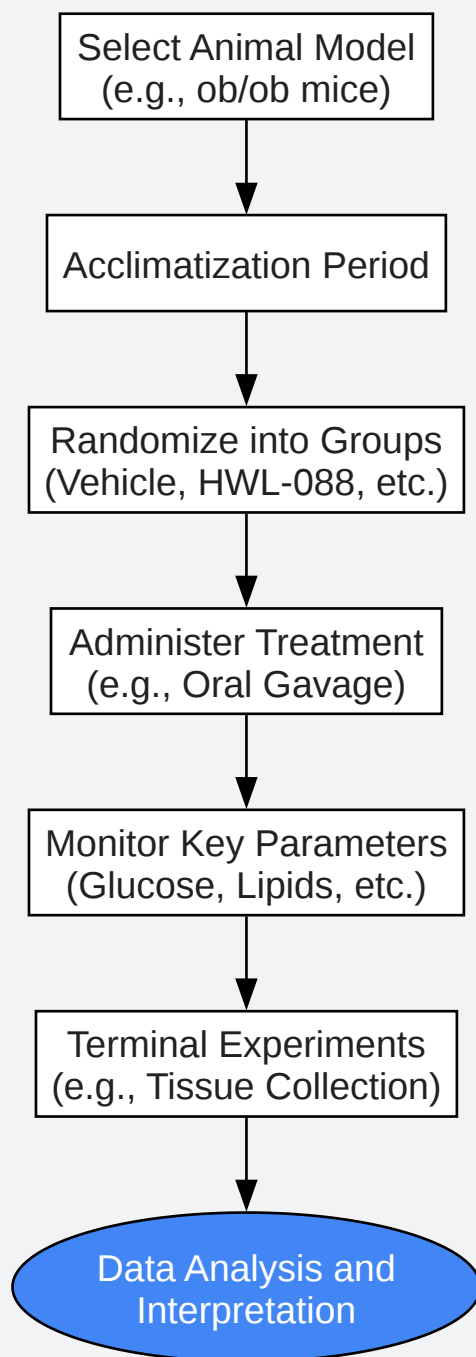 Select Animal Model
(e.g., ob/ob mice)
Acclimatization Period
Randomize into Groups
(Vehicle, HWL-088, etc.)
Administer Treatment
(e.g., Oral Gavage)
Monitor Key Parameters
(Glucose, Lipids, etc.)
Terminal Experiments
(e.g., Tissue Collection)
Data Analysis and
Interpretation